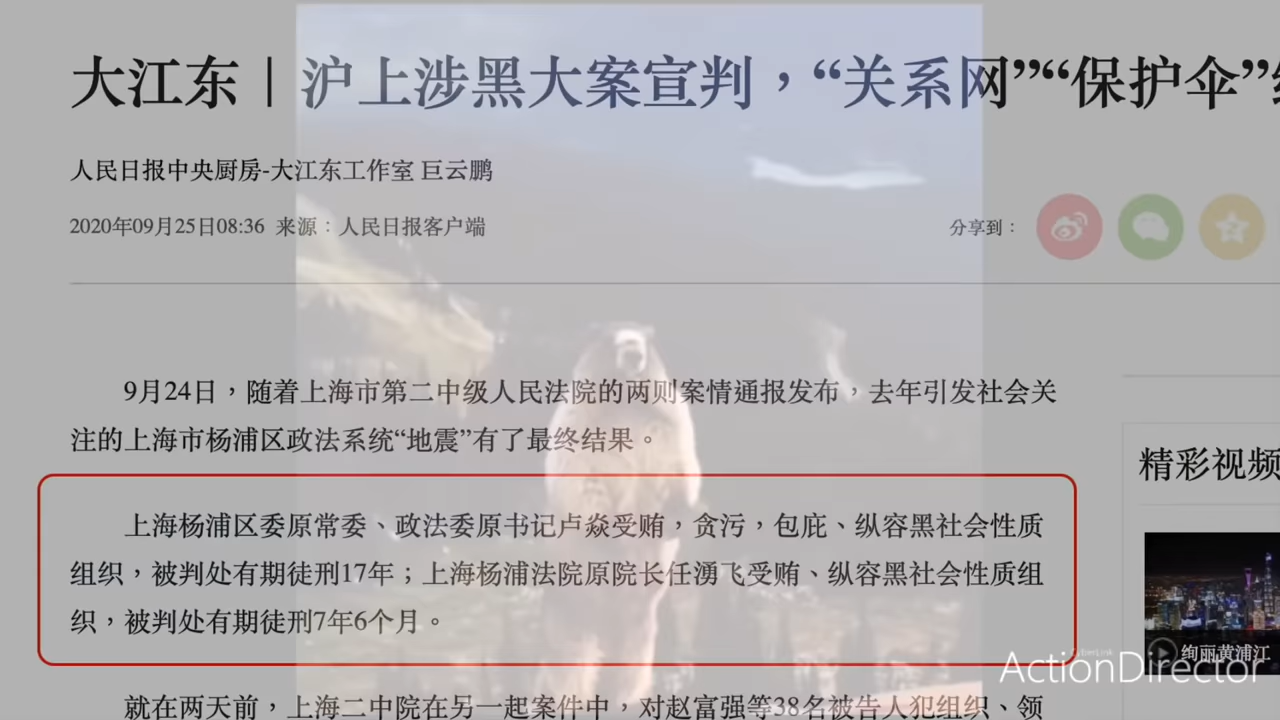 大江东｜沪上涉黑大案宣判，“关系网”“保护伞”
人民日报中央厨房-大江东工作室 巨云鹏
2020年09月25日08:36 来源：人民日报客户端
分享到：
9月24日，随着上海市第二中级人民法院的两则案情通报发布，去年引发社会关
注的上海市杨浦区政法系统“地震”有了最终结果。
上海杨浦区委原常委、政法委原书记卢焱受贿，贪污，包庇、纵容黑社会性质
组织，被判处有期徒刑17年；上海杨浦法院原院长任湧飞受贿、纵容黑社会性质组
织，被判处有期徒刑7年6个月。
精彩视频
绚丽黄浦江
CyberLink
ActionDirector
就在两天前，上海二中院在另一起案件中，对赵富强等38名被告人犯组织、领